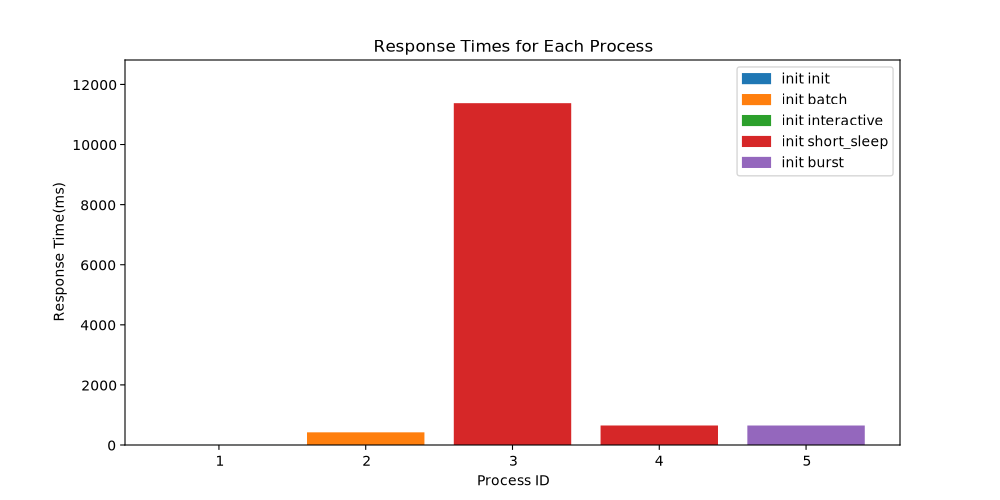 Response Times for Each Process
init init
init batch
init interactive
init short_sleep
init burst
12000
10000
8000
6000
4000
2000
0
Response Time(ms)
1 2 3 4 5
Process ID